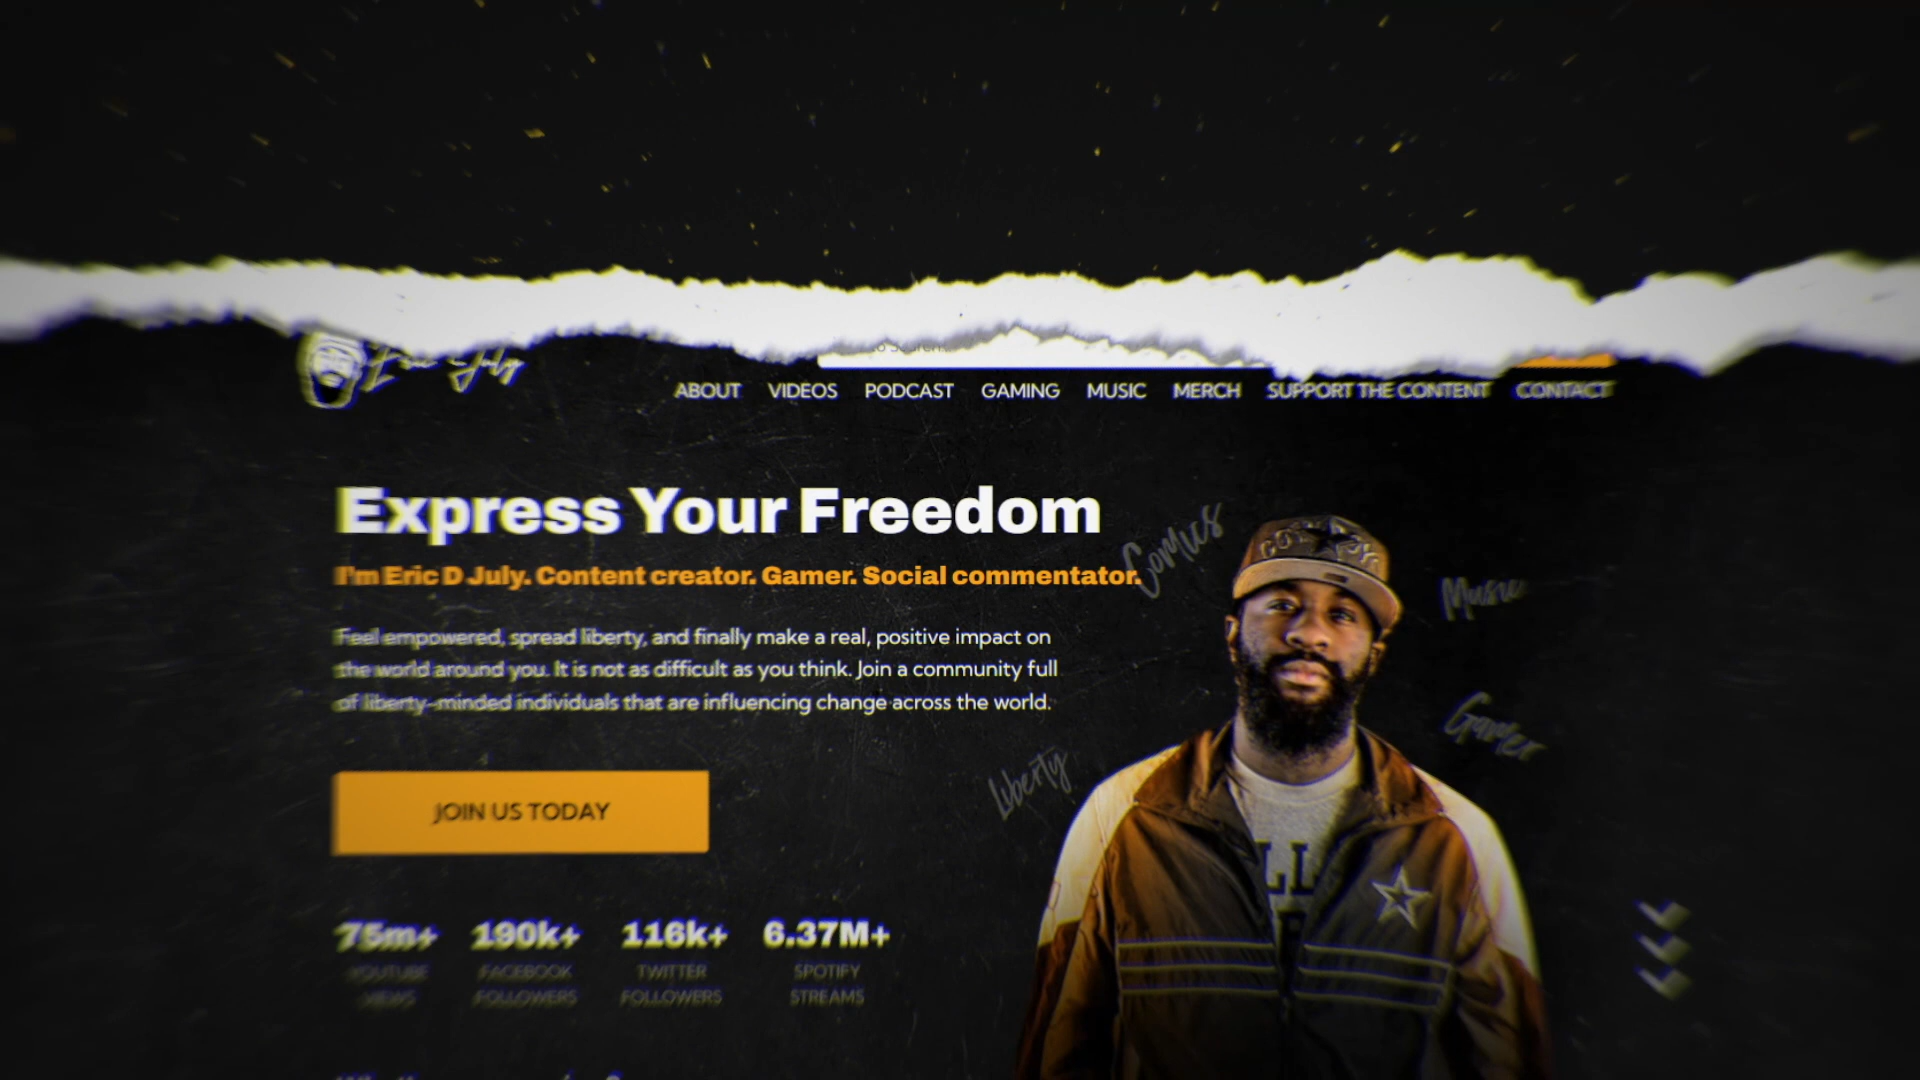 Eric July
ABOUT VIDEOS PODCAST GAMING MUSIC MERCH SUPPORT THE CONTENT CONTACT
Express Your Freedom
I'm Eric D July. Content creator. Gamer. Social commentator.
Feel empowered, spread liberty, and finally make a real, positive impact on
the world around you. It is not as difficult as you think. Join a community full
of liberty-minded individuals that are influencing change across the world.
JOIN US TODAY
75m+ 190k+ 116k+ 6.37M+
YOUTUBE FACEBOOK TWITTER SPOTIFY
VIEWS FOLLOWERS FOLLOWERS STREAMS
Comics
Music
Gamer
Liberty